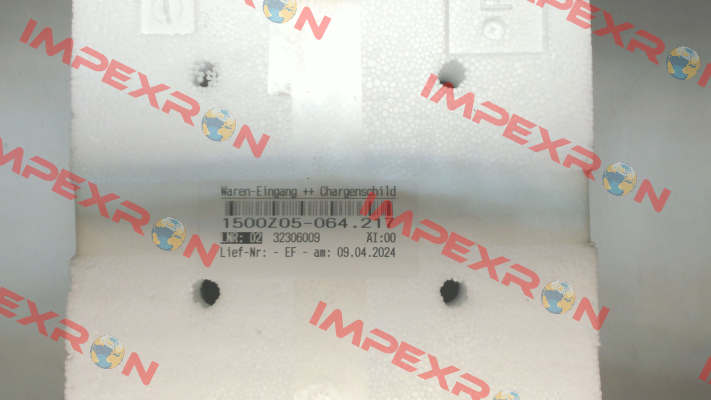 Waren-Eingang ++ Chargenschild
1500Z05-064.217
LNR: 02 32306009 ÄI:00
Lief-Nr: - EF - am: 09.04.2024
IMPEXRON
IMPEXRON
IMPEXRON
IMPEXRON
IMPEXRON
IMPEXRON
IMPEXRON